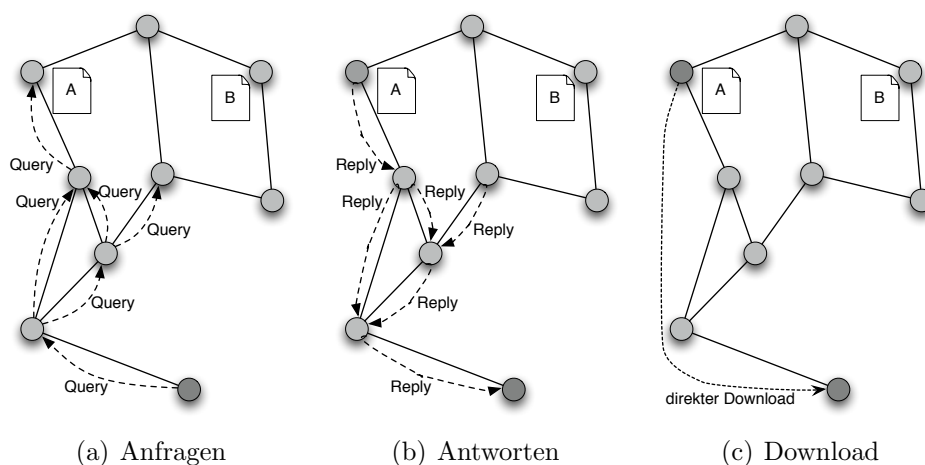 A
B
Query
Query
Query
Query
Query
Query
A
B
Reply
Reply
Reply
Reply
Reply
Reply
A
B
direkter Download
(a) Anfragen
(b) Antworten
(c) Download